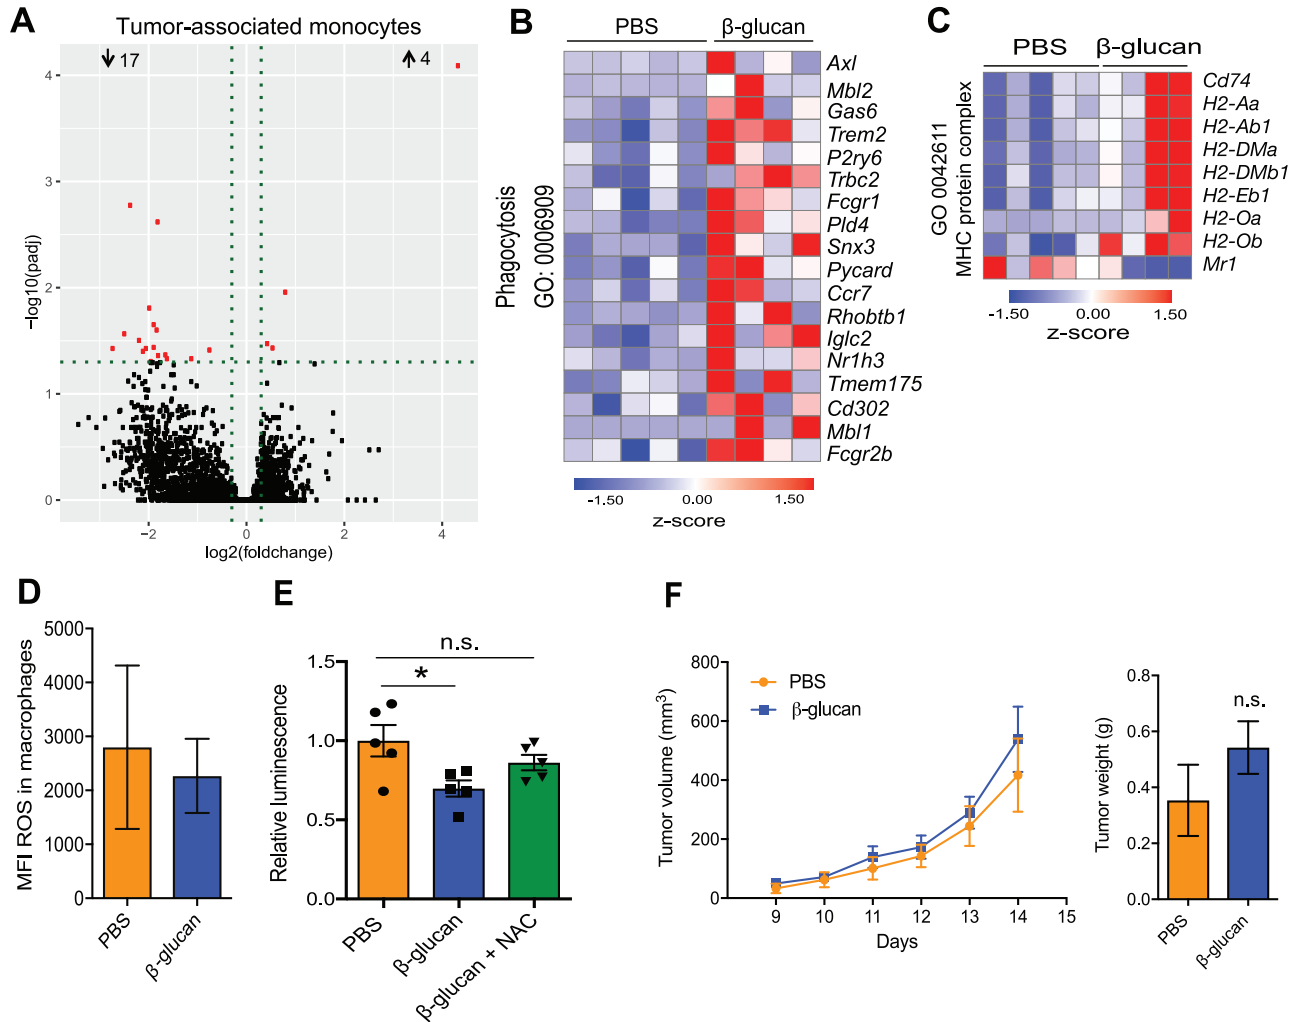 A
Tumor-associated monocytes
↓ 17
↑ 4
4
3
2
1
0
−log10(padj)
−2
0
2
4
log2(foldchange)
B
PBS
β-glucan
Phagocytosis
GO: 0006909
Axl
Mbl2
Gas6
Trem2
P2ry6
Trbc2
Fcgr1
Pld4
Snx3
Pycard
Ccr7
Rhobtb1
Iglc2
Nr1h3
Tmem175
Cd302
Mbl1
Fcgr2b
-1.50
0.00
1.50
z-score
C
PBS
β-glucan
GO 0042611
MHC protein complex
Cd74
H2-Aa
H2-Ab1
H2-DMa
H2-DMb1
H2-Eb1
H2-Oa
H2-Ob
Mr1
-1.50
0.00
1.50
z-score
D
MFI ROS in macrophages
5000
4000
3000
2000
1000
0
PBS
β-glucan
E
n.s.
*
Relative luminescence
1.5
1.0
0.5
0.0
PBS
β-glucan
β-glucan + NAC
F
PBS
β-glucan
Tumor volume (mm³)
800
600
400
200
0
9
10
11
12
13
14
15
Days
Tumor weight (g)
0.8
0.6
0.4
0.2
0.0
n.s.
PBS
β-glucan